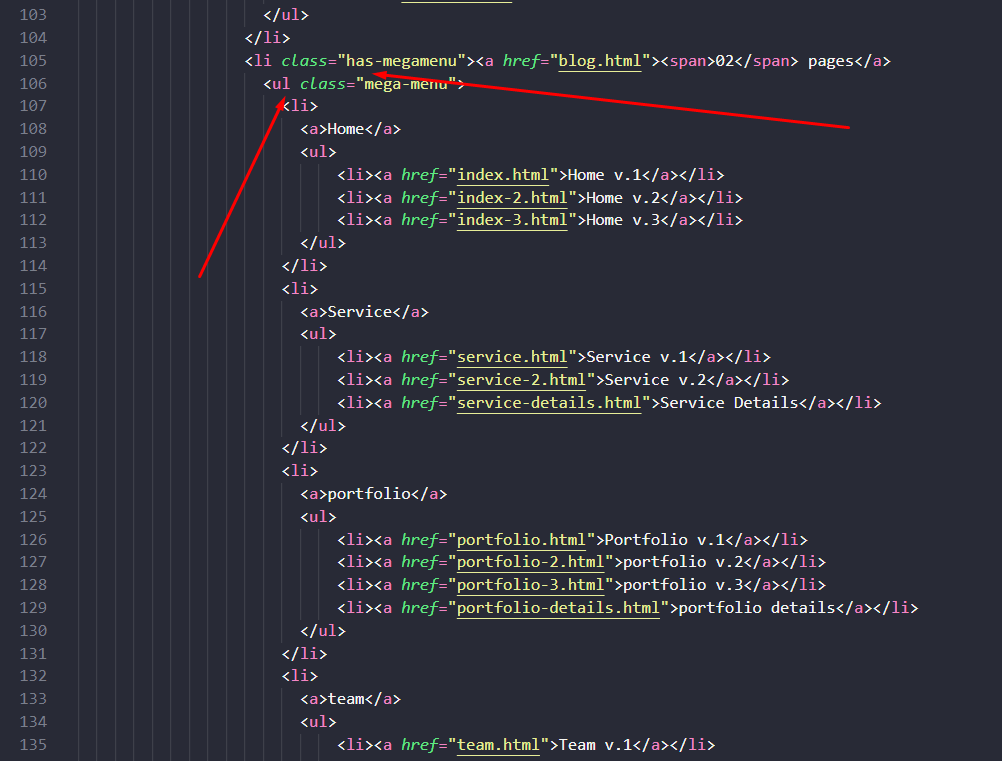 103 </ul>
104 </li>
105 <li class="has-megamenu"><a href="blog.html"><span>02</span> pages</a>
106 <ul class="mega-menu">
107 <li>
108 <a>Home</a>
109 <ul>
110 <li><a href="index.html">Home v.1</a></li>
111 <li><a href="index-2.html">Home v.2</a></li>
112 <li><a href="index-3.html">Home v.3</a></li>
113 </ul>
114 </li>
115 <li>
116 <a>Service</a>
117 <ul>
118 <li><a href="service.html">Service v.1</a></li>
119 <li><a href="service-2.html">Service v.2</a></li>
120 <li><a href="service-details.html">Service Details</a></li>
121 </ul>
122 </li>
123 <li>
124 <a>portfolio</a>
125 <ul>
126 <li><a href="portfolio.html">Portfolio v.1</a></li>
127 <li><a href="portfolio-2.html">portfolio v.2</a></li>
128 <li><a href="portfolio-3.html">portfolio v.3</a></li>
129 <li><a href="portfolio-details.html">portfolio details</a></li>
130 </ul>
131 </li>
132 <li>
133 <a>team</a>
134 <ul>
135 <li><a href="team.html">Team v.1</a></li>